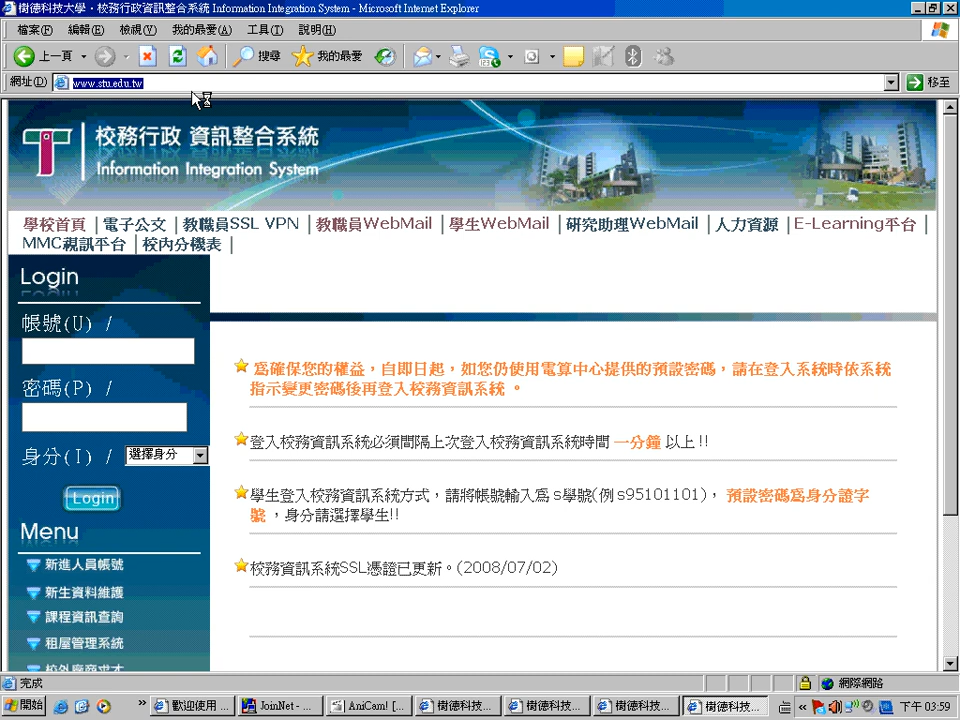 樹德科技大學 - 校務行政資訊整合系統 Information Integration System - Microsoft Internet Explorer
檔案(F) 編輯(E) 檢視(V) 我的最愛(A) 工具(T) 說明(H)
上一頁 搜尋 我的最愛
網址(D) www.stu.edu.tw 移至
校務行政 資訊整合系統
Information Integration System
學校首頁 | 電子公文 | 教職員SSL VPN | 教職員WebMail | 學生WebMail | 研究助理WebMail | 人力資源 | E-Learning平台 |
MMC視訊平台 | 校內分機表 |
Login
帳號(U) /
密碼(P) /
身分(I) / 選擇身分
Login
Menu
新進人員帳號
新生資料維護
課程資訊查詢
租屋管理系統
校外廠商求才
為確保您的權益，自即日起，如您仍使用電算中心提供的預設密碼，請在登入系統時依系統
指示變更密碼後再登入校務資訊系統 。
登入校務資訊系統必須間隔上次登入校務資訊系統時間 一分鐘 以上!!
學生登入校務資訊系統方式，請將帳號輸入為 s學號(例 s95101101)， 預設密碼為身分證字
號 ，身分請選擇學生!!
校務資訊系統SSL憑證已更新。(2008/07/02)
完成 網際網路
開始 » 歡迎使用 ... JoinNet - ... AniCam! [... 樹德科技... 樹德科技... 樹德科技... 樹德科技... « 下午 03:59